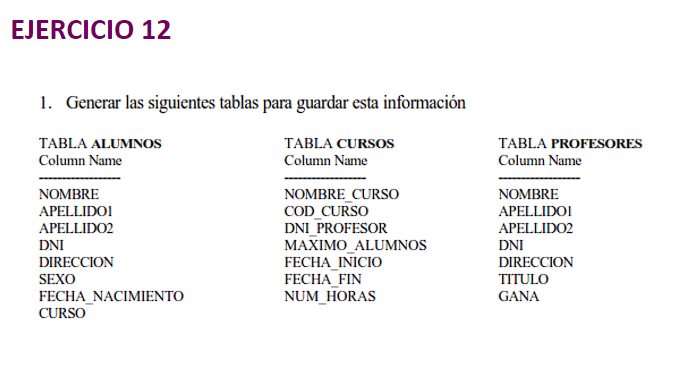 EJERCICIO 12
1. Generar las siguientes tablas para guardar esta información
TABLA ALUMNOS
Column Name
------------------
NOMBRE
APELLIDO1
APELLIDO2
DNI
DIRECCION
SEXO
FECHA_NACIMIENTO
CURSO
TABLA CURSOS
Column Name
------------------
NOMBRE_CURSO
COD_CURSO
DNI_PROFESOR
MAXIMO_ALUMNOS
FECHA_INICIO
FECHA_FIN
NUM_HORAS
TABLA PROFESORES
Column Name
------------------
NOMBRE
APELLIDO1
APELLIDO2
DNI
DIRECCION
TITULO
GANA